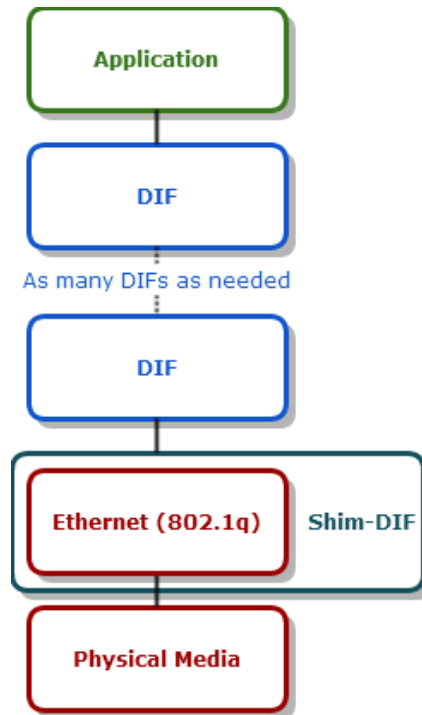 Application
DIF
As many DIFs as needed
DIF
Ethernet (802.1q)
Shim-DIF
Physical Media